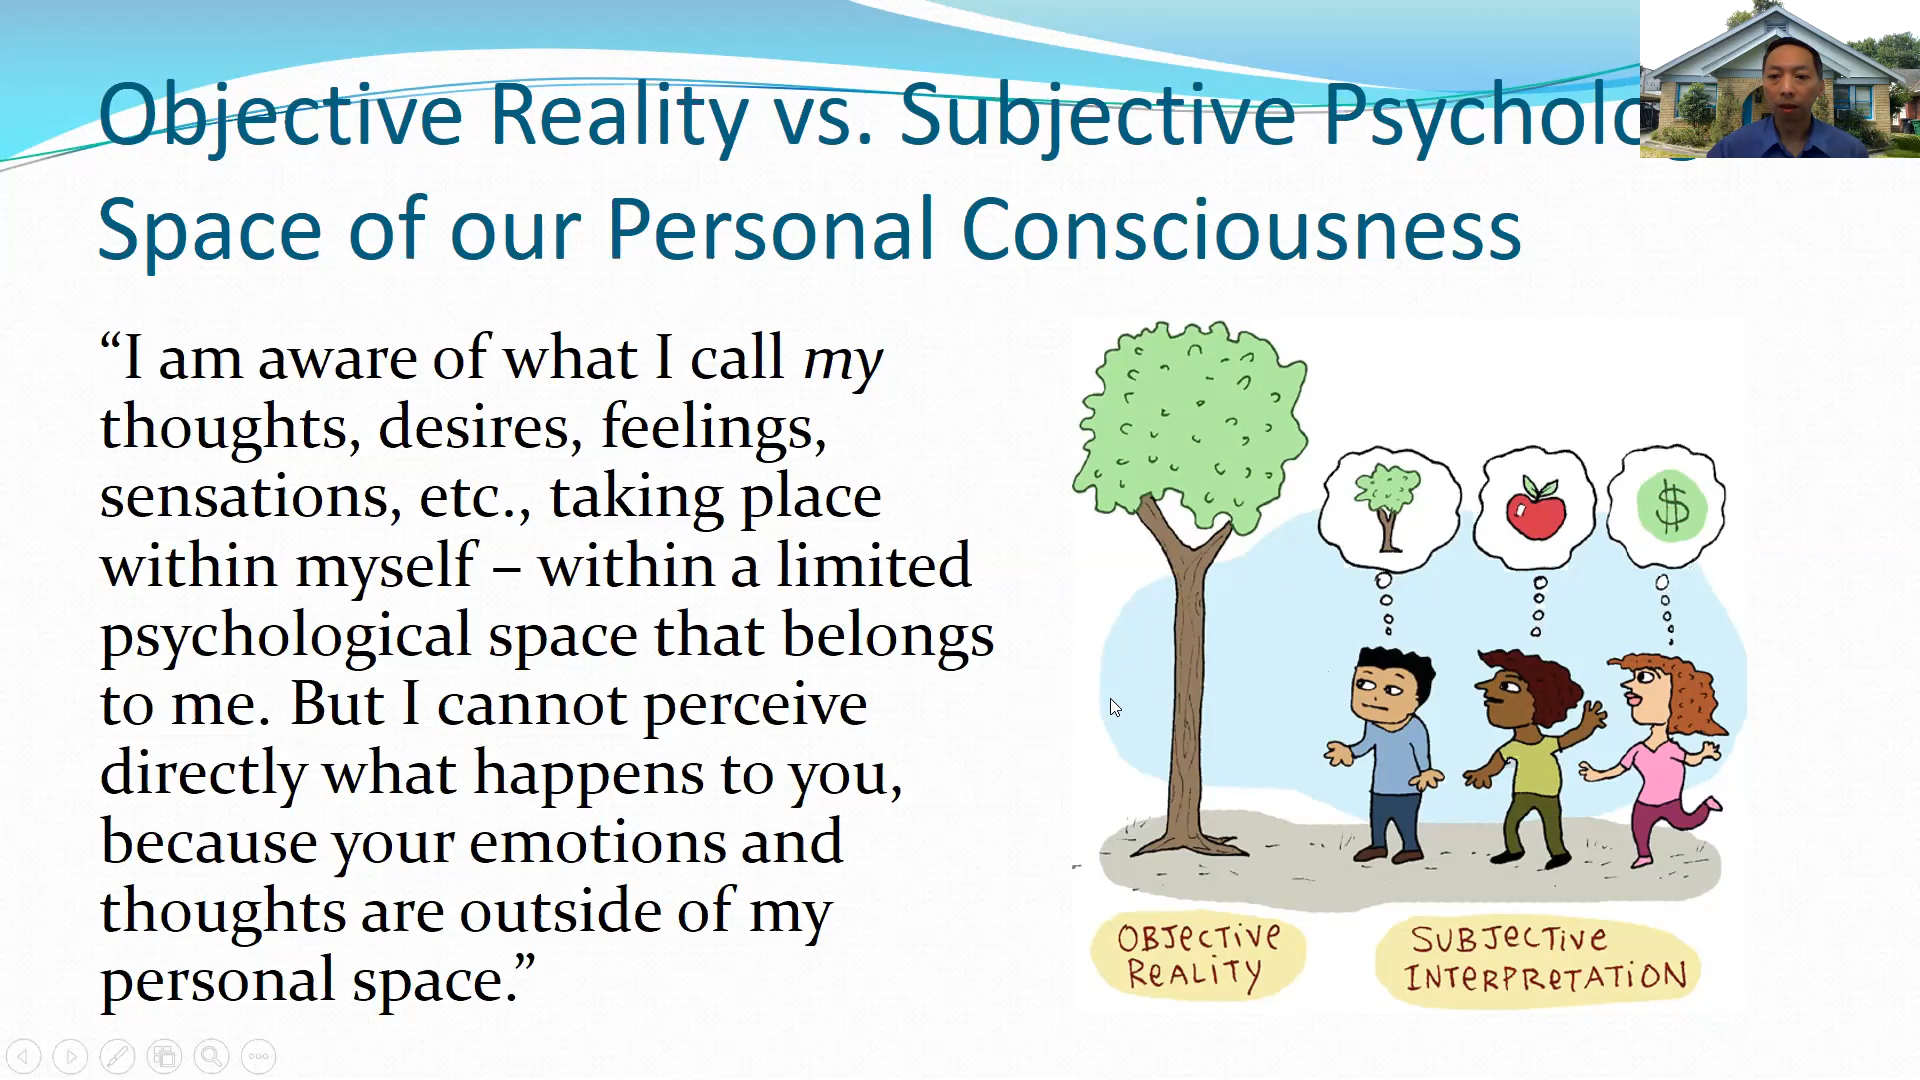 Objective Reality vs. Subjective Psycholo
Space of our Personal Consciousness
“I am aware of what I call my
thoughts, desires, feelings,
sensations, etc., taking place
within myself – within a limited
psychological space that belongs
to me. But I cannot perceive
directly what happens to you,
because your emotions and
thoughts are outside of my
personal space.”
$
OBJECTIVE
REALITY
SUBJECTIVE
INTERPRETATION